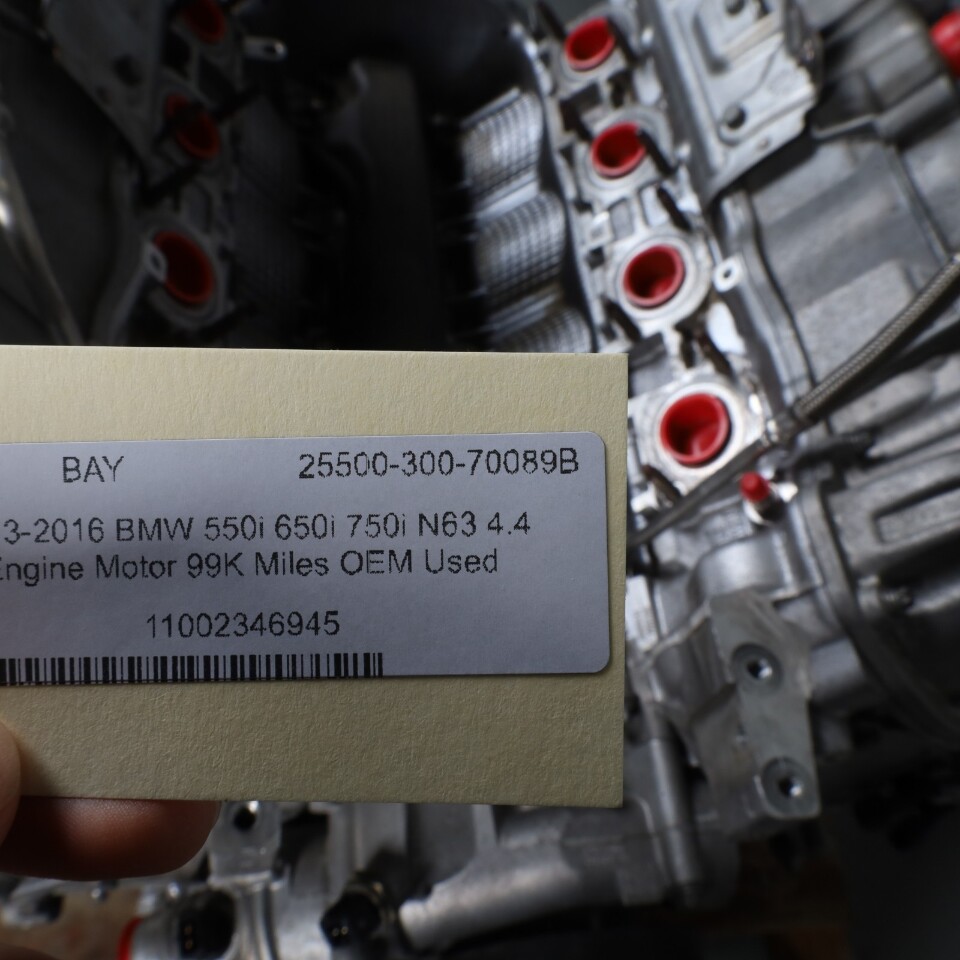 BAY 25500-300-70089B
3-2016 BMW 550i 650i 750i N63 4.4
Engine Motor 99K Miles OEM Used
11002346945